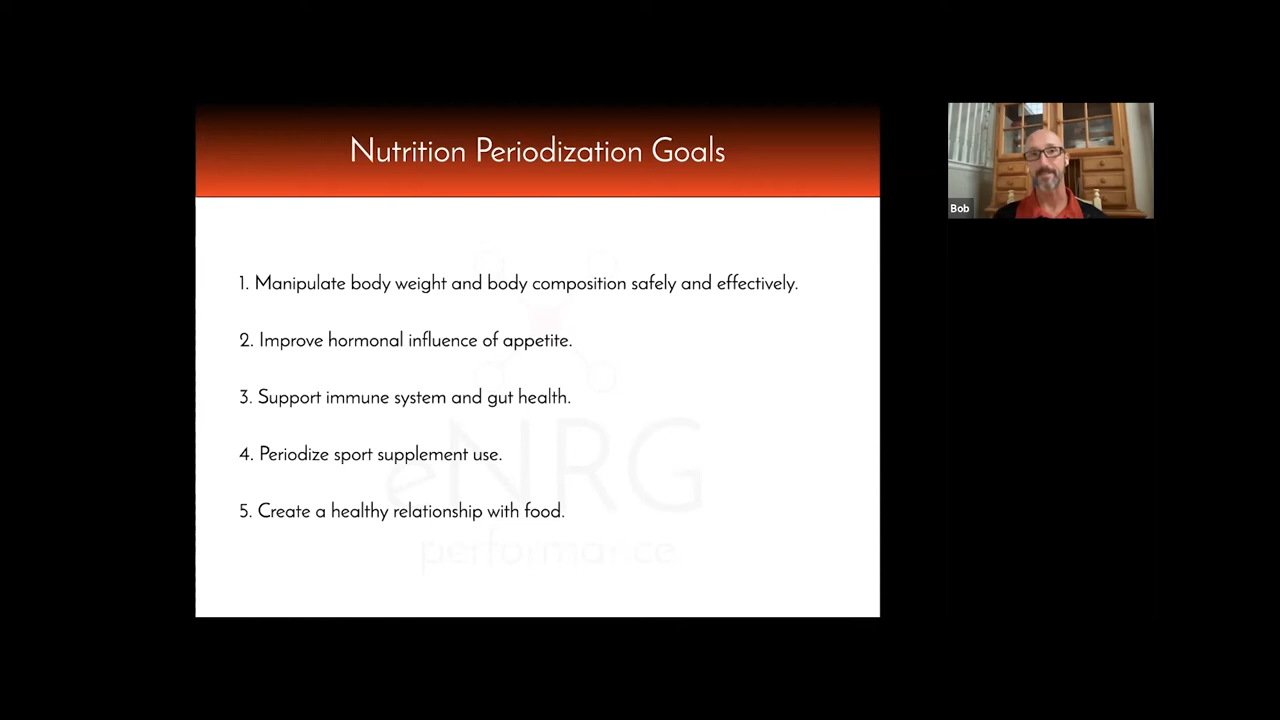 Nutrition Periodization Goals
1. Manipulate body weight and body composition safely and effectively.
2. Improve hormonal influence of appetite.
3. Support immune system and gut health.
4. Periodize sport supplement use.
5. Create a healthy relationship with food.
eNRG
performance
Bob